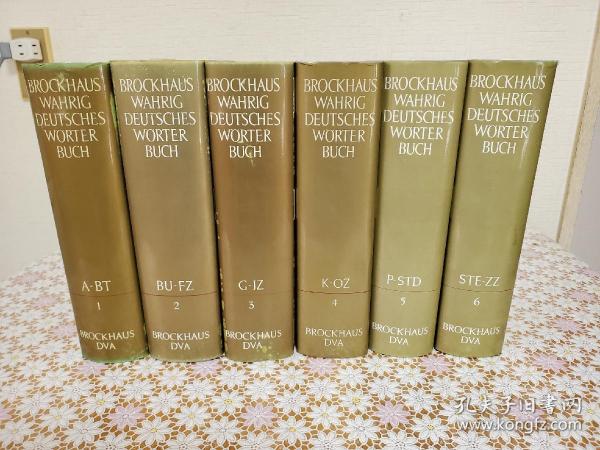 BROCKHAUS
WAHRIG
DEUTSCHES
WÖRTER
BUCH
A-BT
1
BROCKHAUS
DVA
BROCKHAUS
WAHRIG
DEUTSCHES
WÖRTER
BUCH
BU-FZ
2
BROCKHAUS
DVA
BROCKHAUS
WAHRIG
DEUTSCHES
WÖRTER
BUCH
G-JZ
3
BROCKHAUS
DVA
BROCKHAUS
WAHRIG
DEUTSCHES
WÖRTER
BUCH
K-OZ
4
BROCKHAUS
DVA
BROCKHAUS
WAHRIG
DEUTSCHES
WÖRTER
BUCH
P-STD
5
BROCKHAUS
DVA
BROCKHAUS
WAHRIG
DEUTSCHES
WÖRTER
BUCH
STE-ZZ
6
BROCKHAUS
DVA
孔夫子旧书网
www.kongfz.com